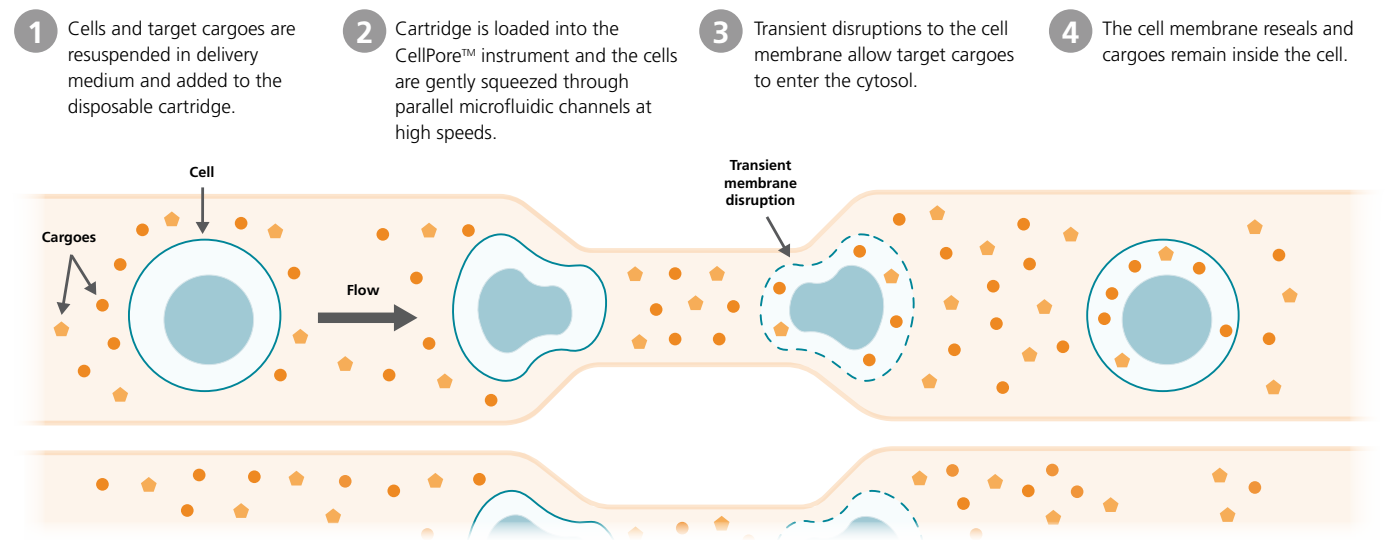 1
Cells and target cargoes are
resuspended in delivery
medium and added to the
disposable cartridge.
2
Cartridge is loaded into the
CellPore™ instrument and the cells
are gently squeezed through
parallel microfluidic channels at
high speeds.
3
Transient disruptions to the cell
membrane allow target cargoes
to enter the cytosol.
4
The cell membrane reseals and
cargoes remain inside the cell.
Cell
Transient
membrane
disruption
Cargoes
Flow